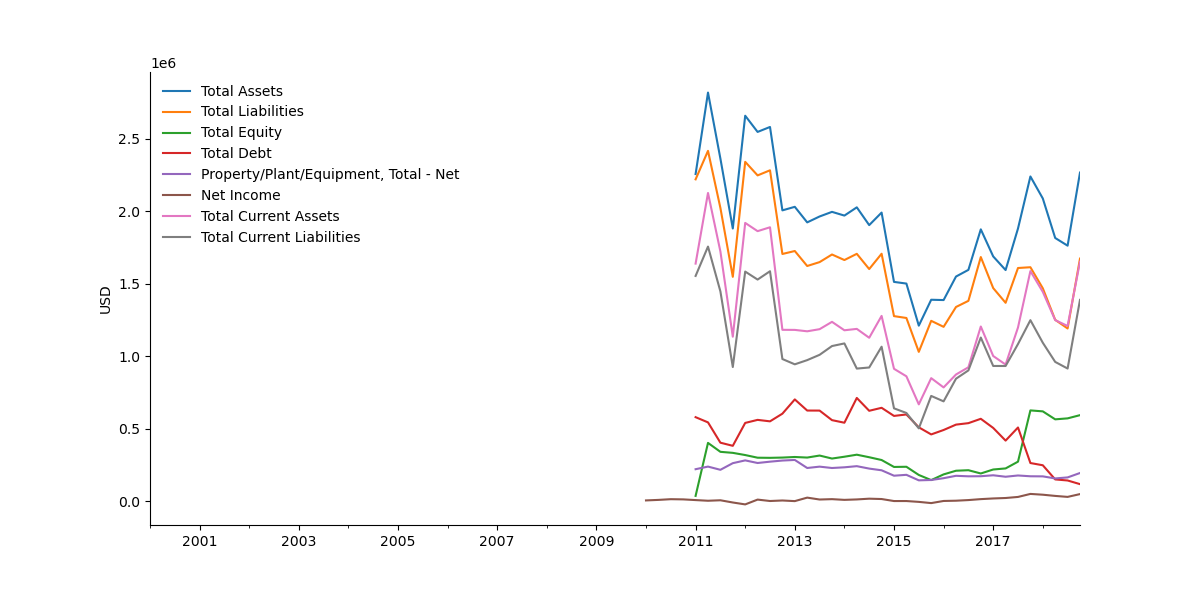 1e6
Total Assets
Total Liabilities
Total Equity
Total Debt
Property/Plant/Equipment, Total - Net
Net Income
Total Current Assets
Total Current Liabilities
USD
2.5
2.0
1.5
1.0
0.5
0.0
2001 2003 2005 2007 2009 2011 2013 2015 2017